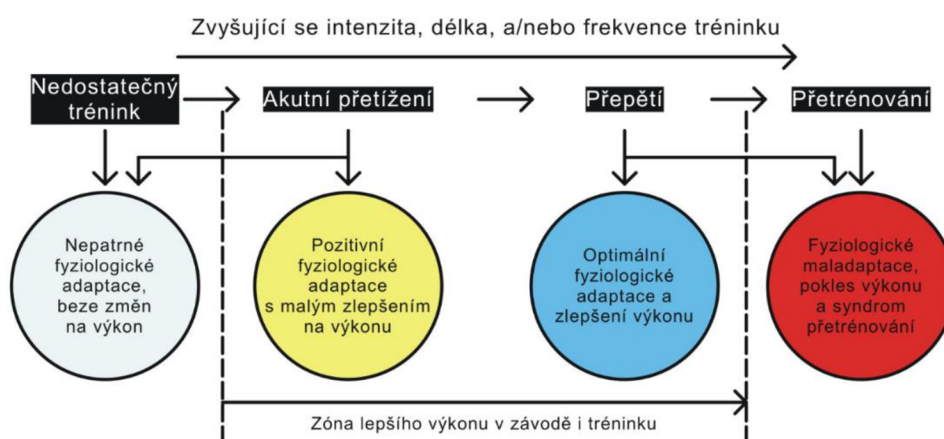 Zvyšující se intenzita, délka, a/nebo frekvence tréninku
Nedostatečný
trénink
Akutní přetížení
Přepětí
Přetrénování
Nepatrné
fyziologické
adaptace,
beze změn
na výkon
Pozitivní
fyziologické
adaptace
s malým zlepšením
na výkonu
Optimální
fyziologické
adaptace a
zlepšení výkonu
Fyziologické
maladaptace,
pokles výkonu
a syndrom
přetrénování
Zóna lepšího výkonu v závodě i tréninku